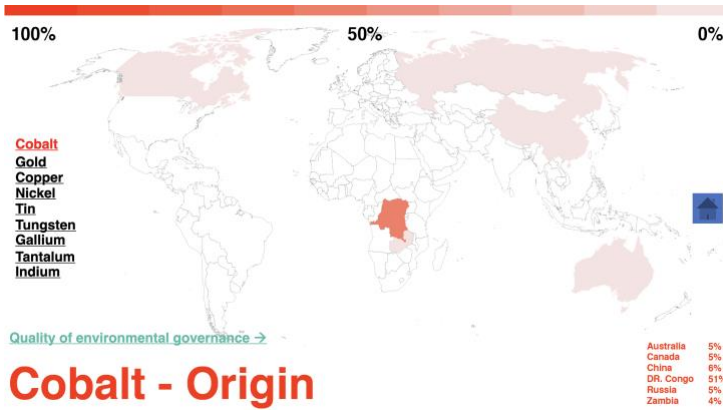 100% 50% 0%
Cobalt
Gold
Copper
Nickel
Tin
Tungsten
Gallium
Tantalum
Indium
Quality of environmental governance →
Cobalt - Origin
Australia 5%
Canada 5%
China 6%
DR. Congo 51%
Russia 5%
Zambia 4%